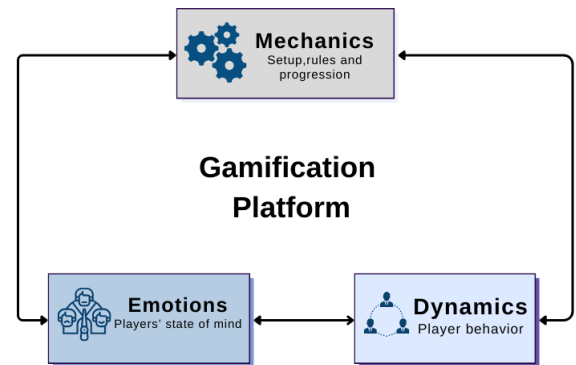 Mechanics
Setup,rules and
progression
Gamification
Platform
Emotions
Players' state of mind
Dynamics
Player behavior